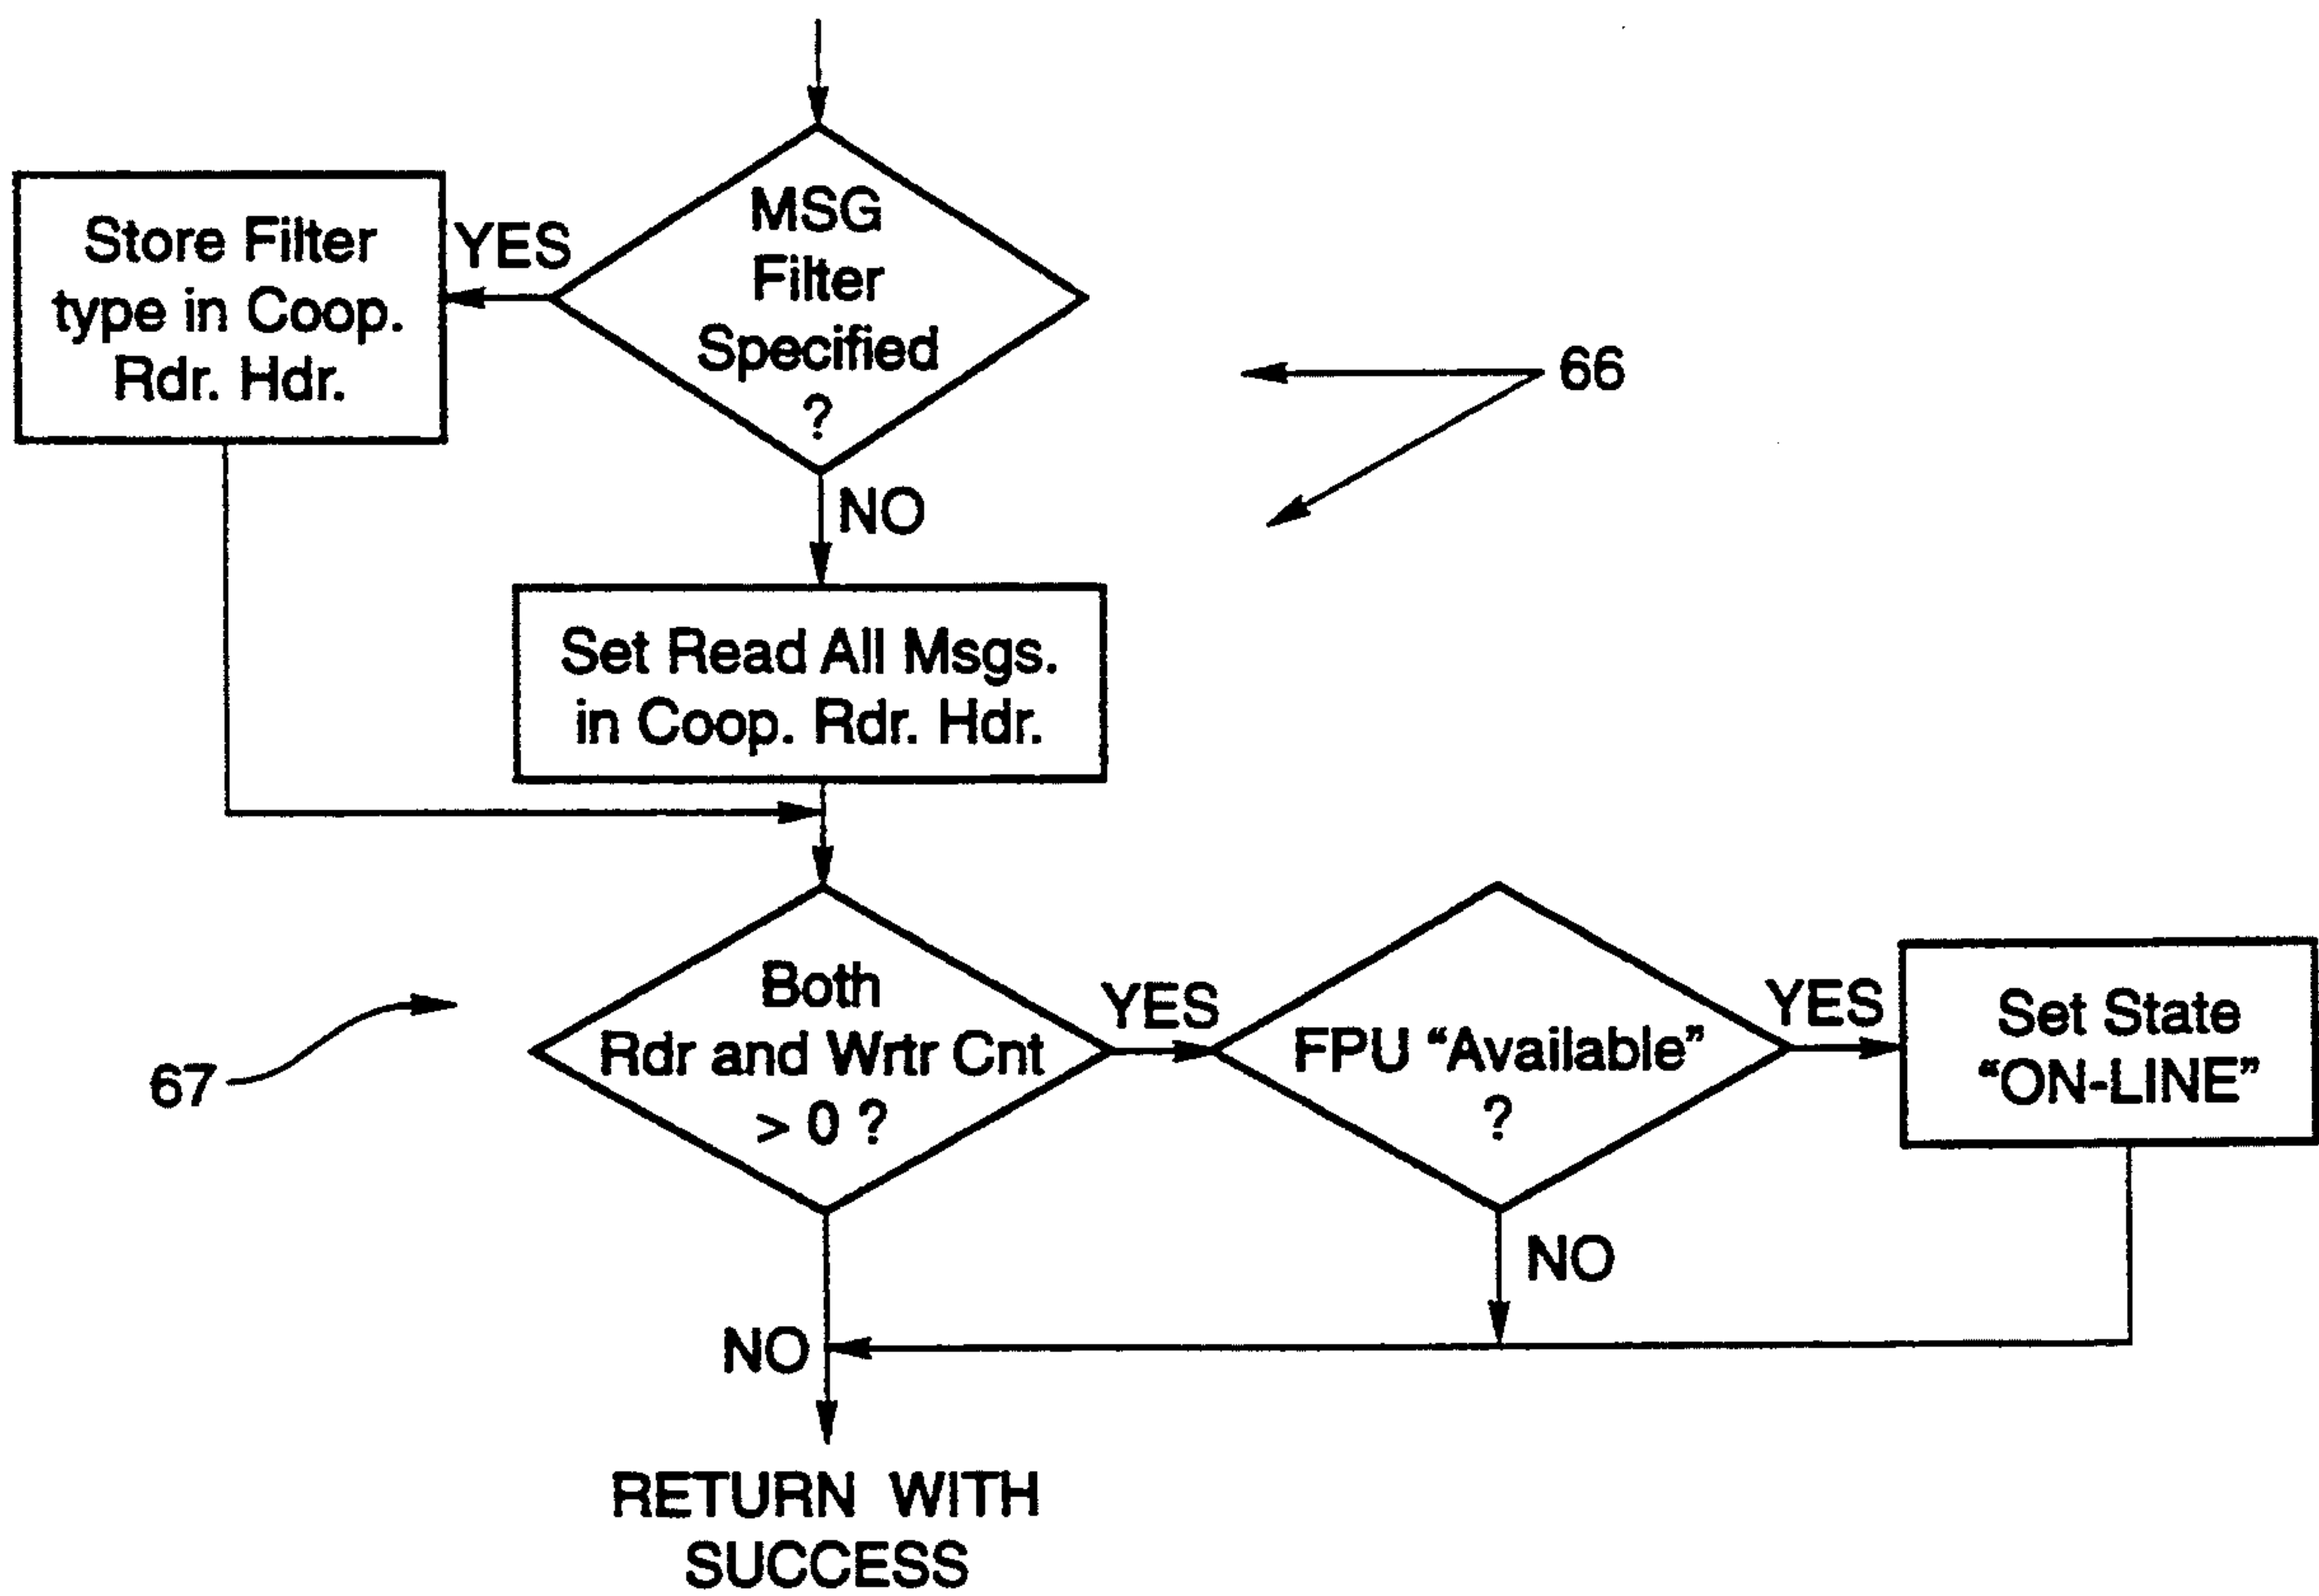 MSG
Filter
Specified
?
YES
Store Filter
type in Coop.
Rdr. Hdr.
66
NO
Set Read All Msgs.
in Coop. Rdr. Hdr.
67
Both
Rdr and Wrtr Cnt
> 0 ?
YES
FPU “Available”
?
YES
Set State
“ON-LINE”
NO
NO
RETURN WITH
SUCCESS